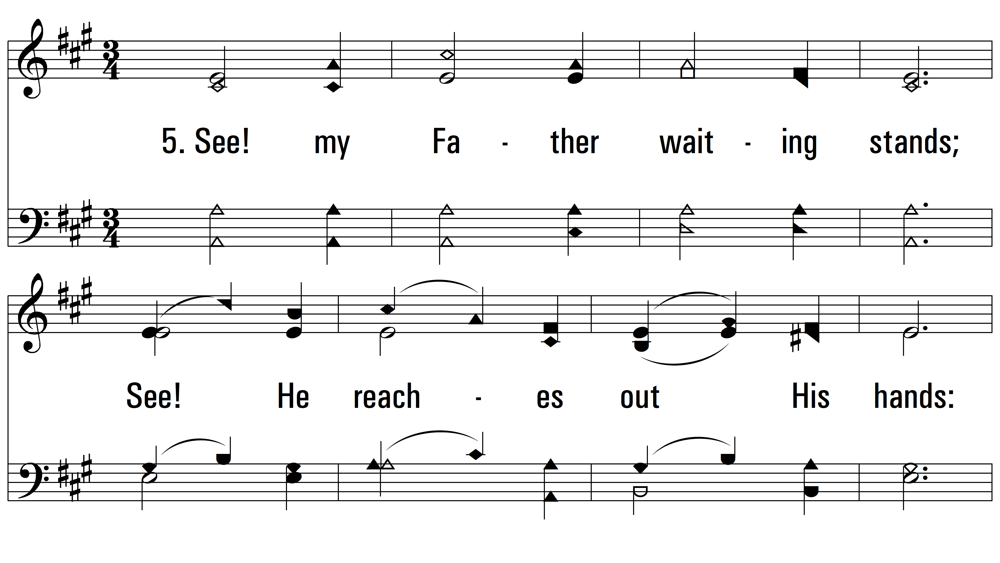 5. See! my Fa - ther wait - ing stands;
See! He reach - es out His hands: